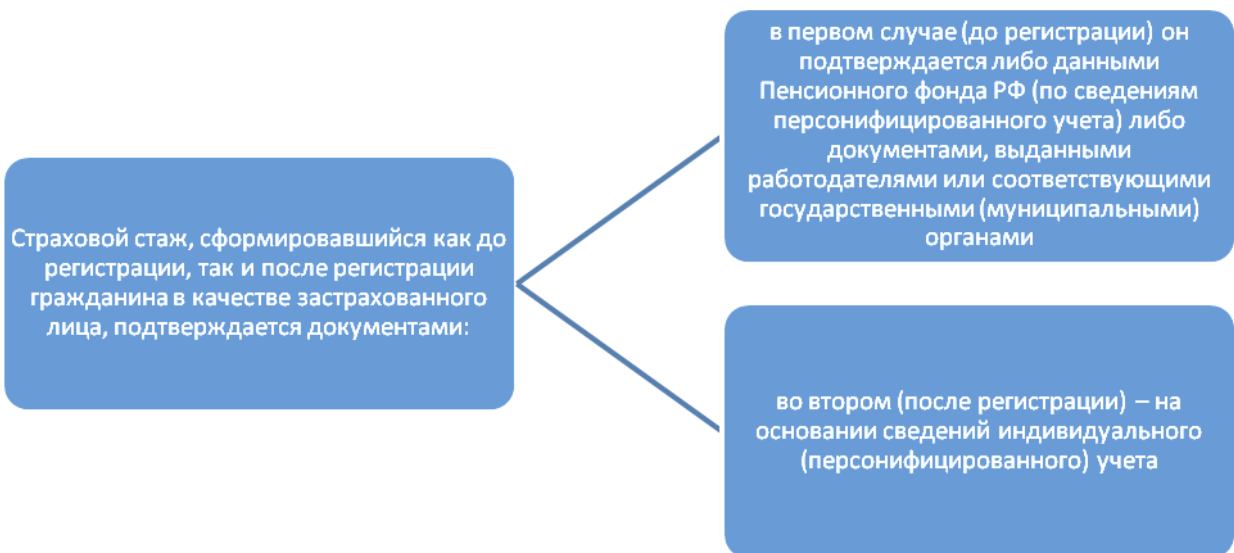 Страховой стаж, сформировавшийся как до
регистрации, так и после регистрации
гражданина в качестве застрахованного
лица, подтверждается документами:
в первом случае (до регистрации) он
подтверждается либо данными
Пенсионного фонда РФ (по сведениям
персонифицированного учета) либо
документами, выданными
работодателями или соответствующими
государственными (муниципальными)
органами
во втором (после регистрации) – на
основании сведений индивидуального
(персонифицированного) учета